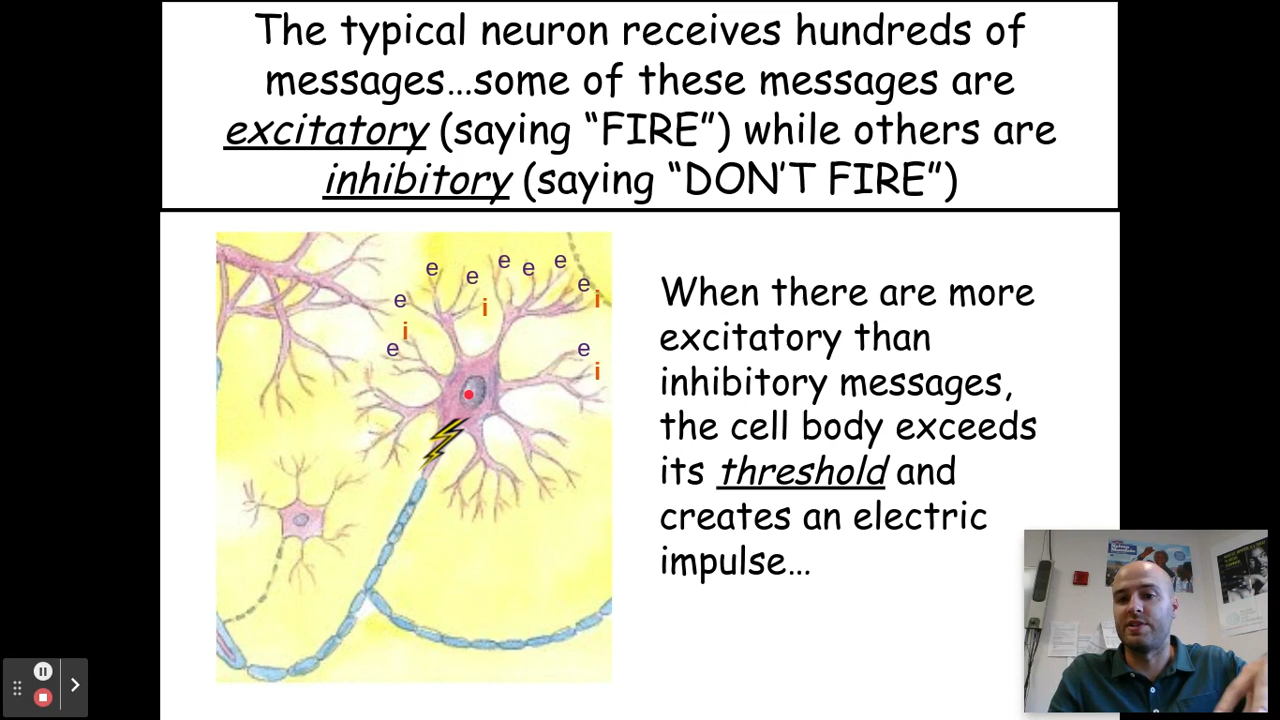 The typical neuron receives hundreds of
messages…some of these messages are
excitatory (saying “FIRE”) while others are
inhibitory (saying “DON’T FIRE”)
e
e
e
e
e
e
e
i
i
i
e
e
i
When there are more
excitatory than
inhibitory messages,
the cell body exceeds
its threshold and
creates an electric
impulse…